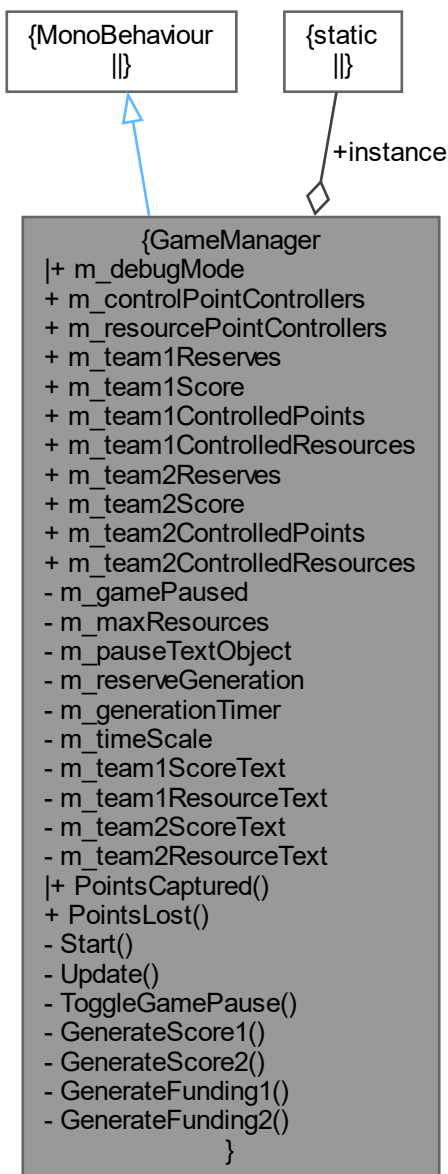 {MonoBehaviour
||}
{static
||}
+instance
{GameManager
|+ m_debugMode
+ m_controlPointControllers
+ m_resourcePointControllers
+ m_team1Reserves
+ m_team1Score
+ m_team1ControlledPoints
+ m_team1ControlledResources
+ m_team2Reserves
+ m_team2Score
+ m_team2ControlledPoints
+ m_team2ControlledResources
- m_gamePaused
- m_maxResources
- m_pauseTextObject
- m_reserveGeneration
- m_generationTimer
- m_timeScale
- m_team1ScoreText
- m_team1ResourceText
- m_team2ScoreText
- m_team2ResourceText
|+ PointsCaptured()
+ PointsLost()
- Start()
- Update()
- ToggleGamePause()
- GenerateScore1()
- GenerateScore2()
- GenerateFunding1()
- GenerateFunding2()
}